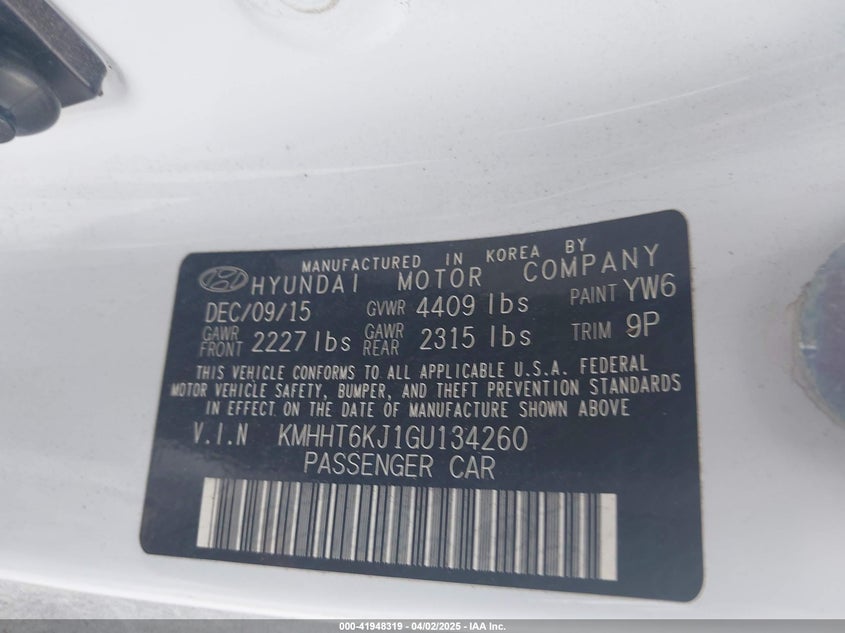 MANUFACTURED IN KOREA BY
HYUNDAI MOTOR COMPANY
DEC/09/15 GVWR 4409 lbs PAINT YW6
GAWR FRONT 2227 lbs GAWR REAR 2315 lbs TRIM 9P
THIS VEHICLE CONFORMS TO ALL APPLICABLE U.S.A. FEDERAL
MOTOR VEHICLE SAFETY, BUMPER, AND THEFT PREVENTION STANDARDS
IN EFFECT ON THE DATE OF MANUFACTURE SHOWN ABOVE
V.I.N KMHHT6KJ1GU134260
PASSENGER CAR
000-41948319 - 04/02/2025 - IAA Inc.